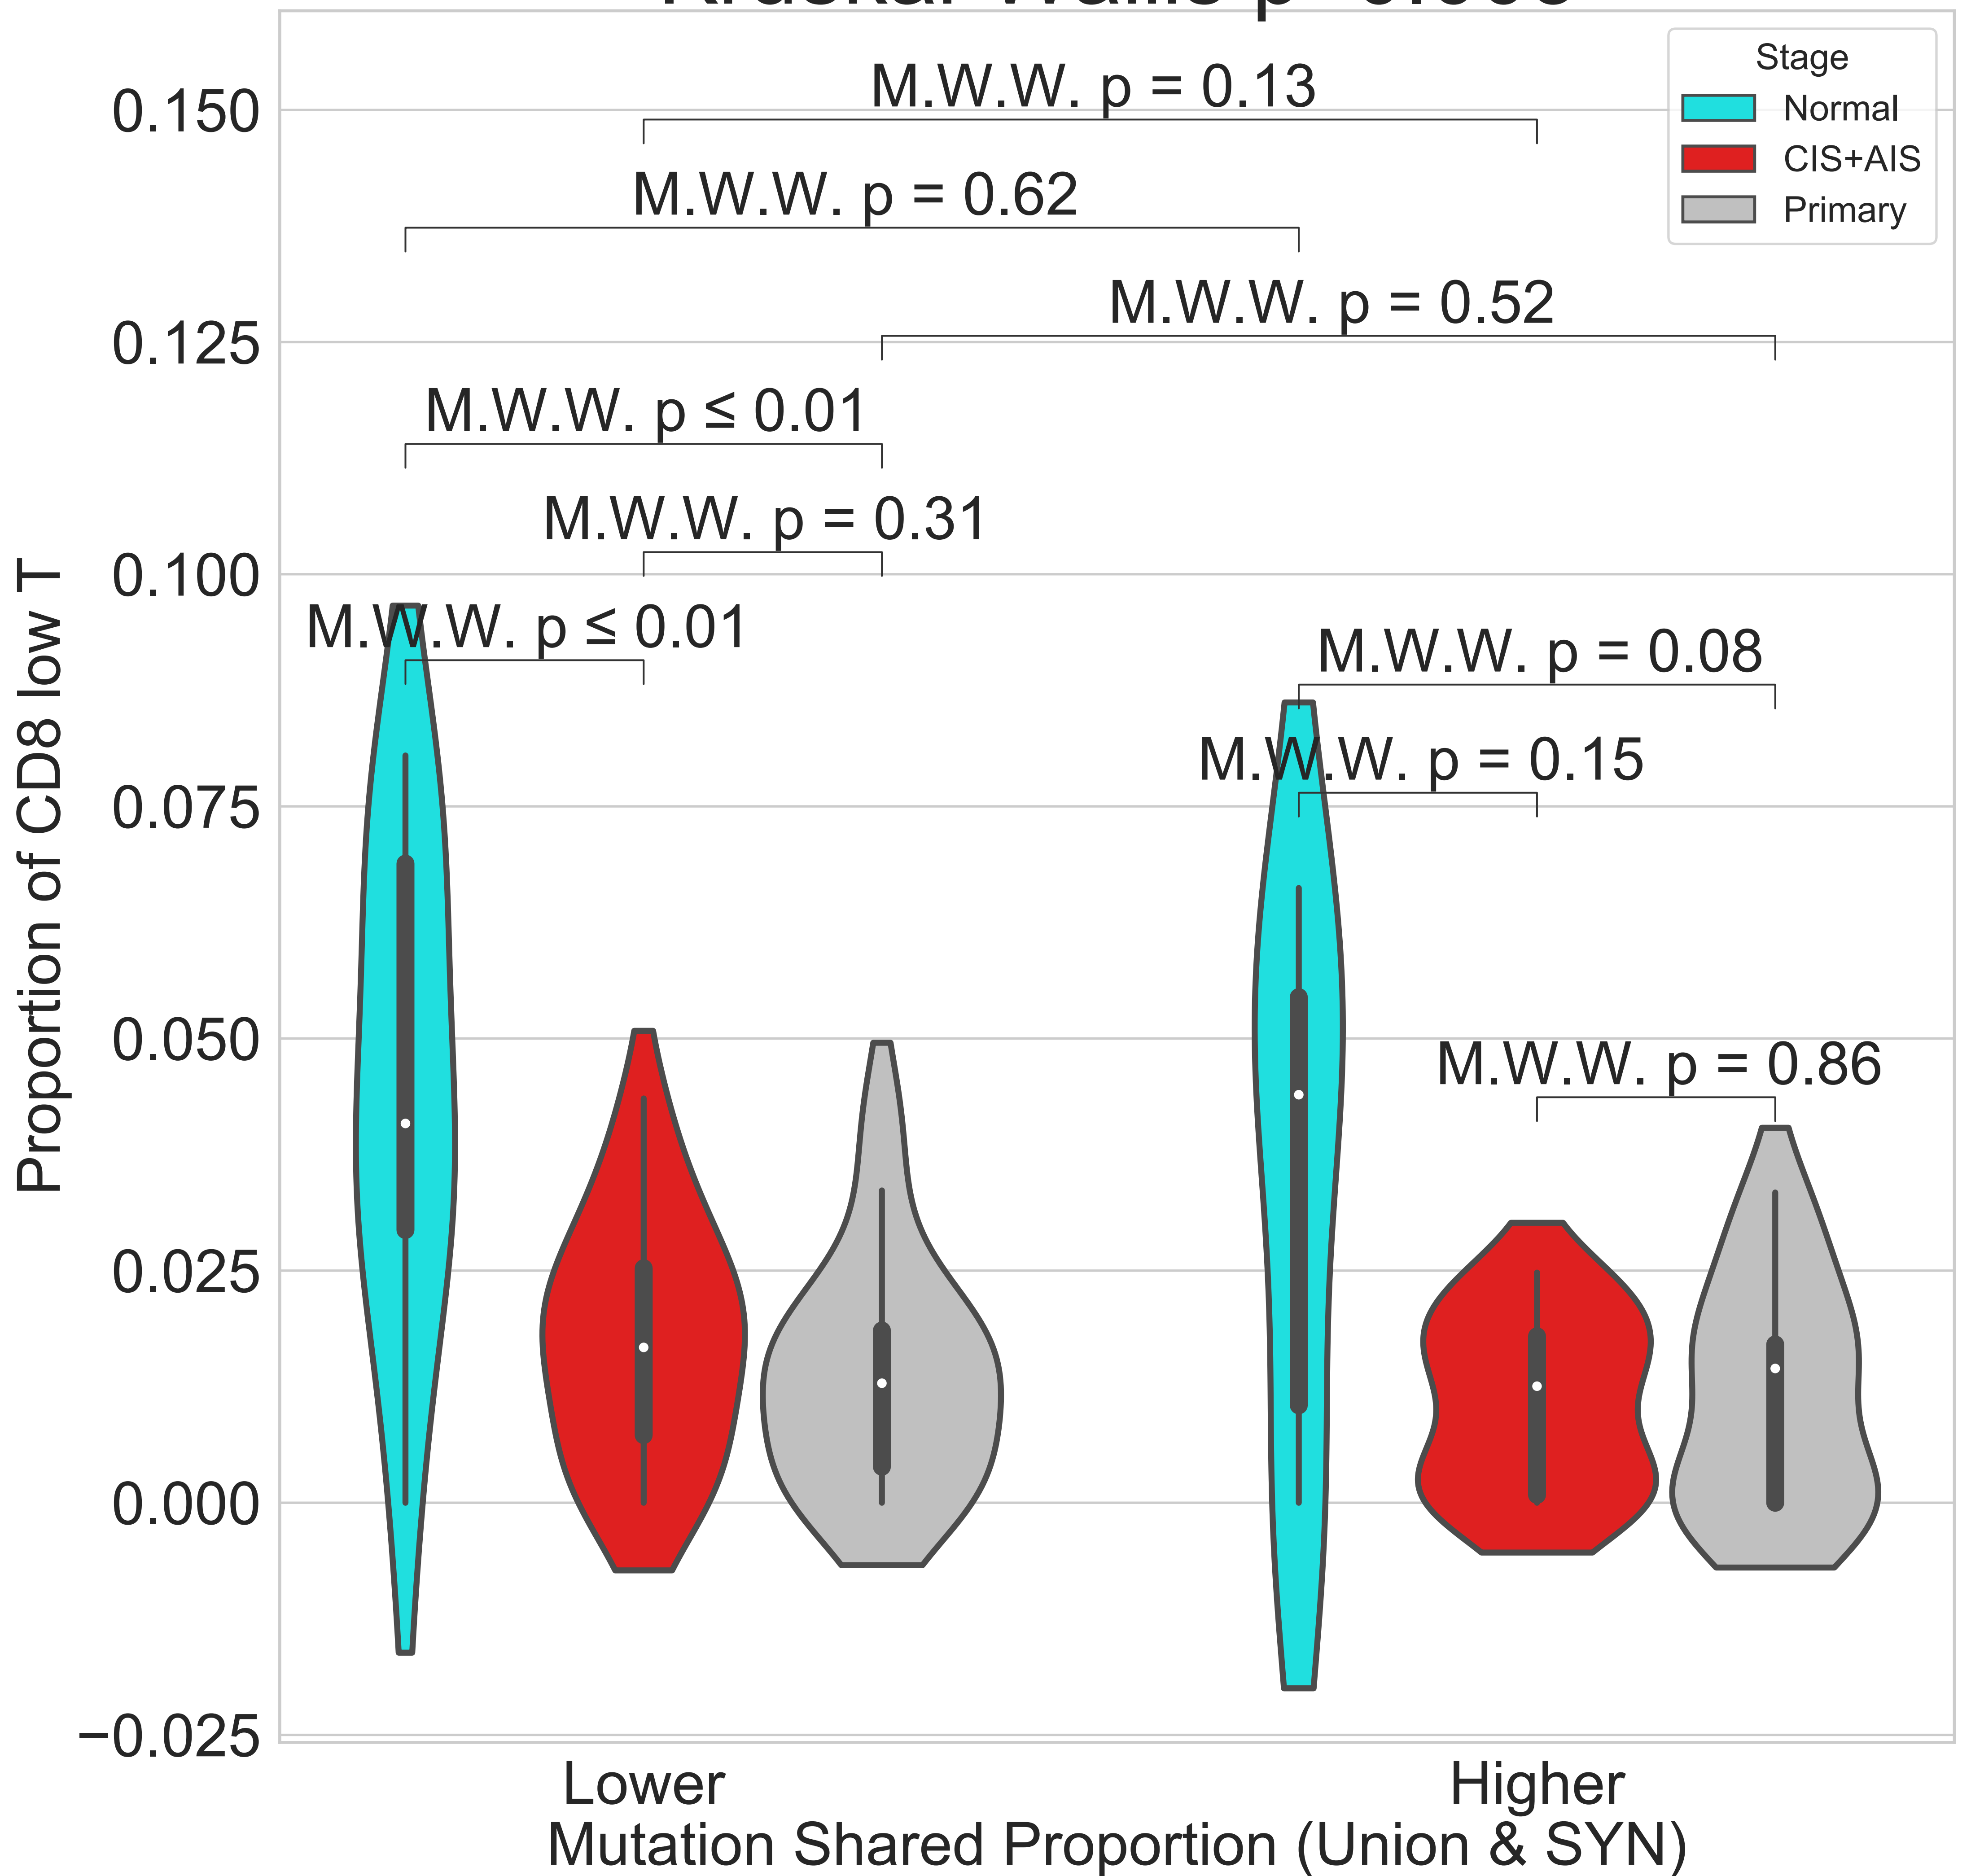 Stage
Normal
CIS+AIS
Primary
M.W.W. p = 0.13
M.W.W. p = 0.62
M.W.W. p = 0.52
M.W.W. p ≤ 0.01
M.W.W. p = 0.31
M.W.W. p ≤ 0.01
M.W.W. p = 0.08
M.W.W. p = 0.15
M.W.W. p = 0.86
0.150
0.125
0.100
0.075
0.050
0.025
0.000
−0.025
Proportion of CD8 low T
Lower
Higher
Mutation Shared Proportion (Union & SYN)